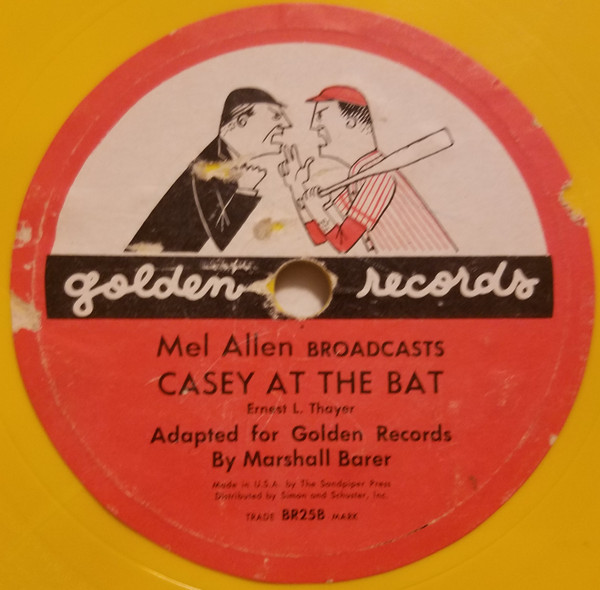 golden records
Mel Allen BROADCASTS
CASEY AT THE BAT
Ernest L. Thayer
Adapted for Golden Records
By Marshall Barer
Made in U.S.A. by The Sandpiper Press
Distributed by Simon and Schuster, Inc.
TRADE BR25B MARK